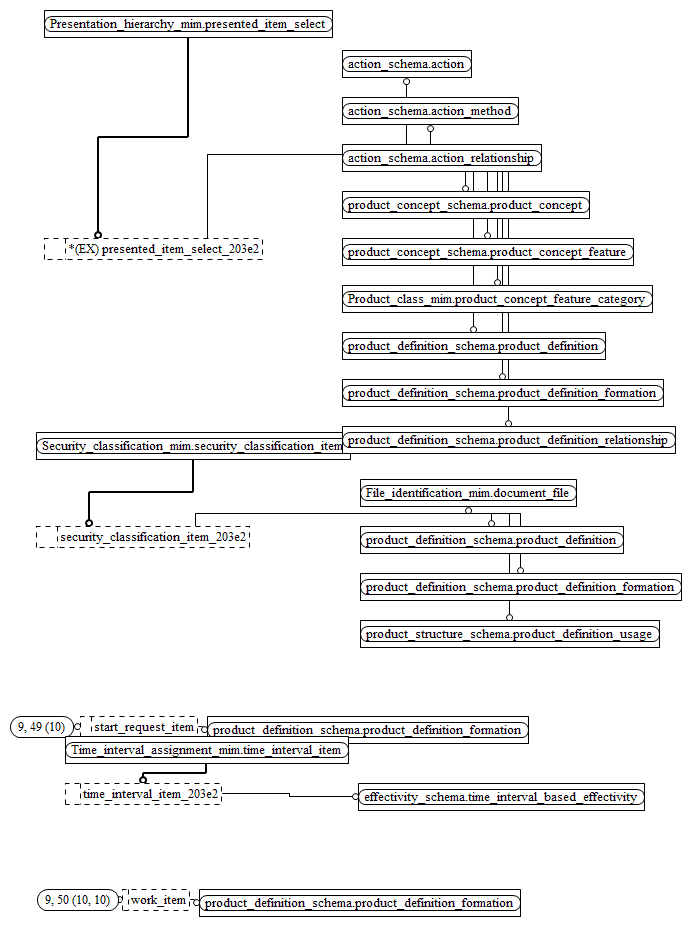 Presentation_hierarchy_mim.presented_item_select
action_schema.action
action_schema.action_method
action_schema.action_relationship
product_concept_schema.product_concept
*(EX) presented_item_select_203e2
product_concept_schema.product_concept_feature
Product_class_mim.product_concept_feature_category
product_definition_schema.product_definition
product_definition_schema.product_definition_formation
Security_classification_mim.security_classification_item
product_definition_schema.product_definition_relationship
File_identification_mim.document_file
security_classification_item_203e2
product_definition_schema.product_definition
product_definition_schema.product_definition_formation
product_structure_schema.product_definition_usage
9, 49 (10)
start_request_item
product_definition_schema.product_definition_formation
Time_interval_assignment_mim.time_interval_item
time_interval_item_203e2
effectivity_schema.time_interval_based_effectivity
9, 50 (10, 10)
work_item
product_definition_schema.product_definition_formation